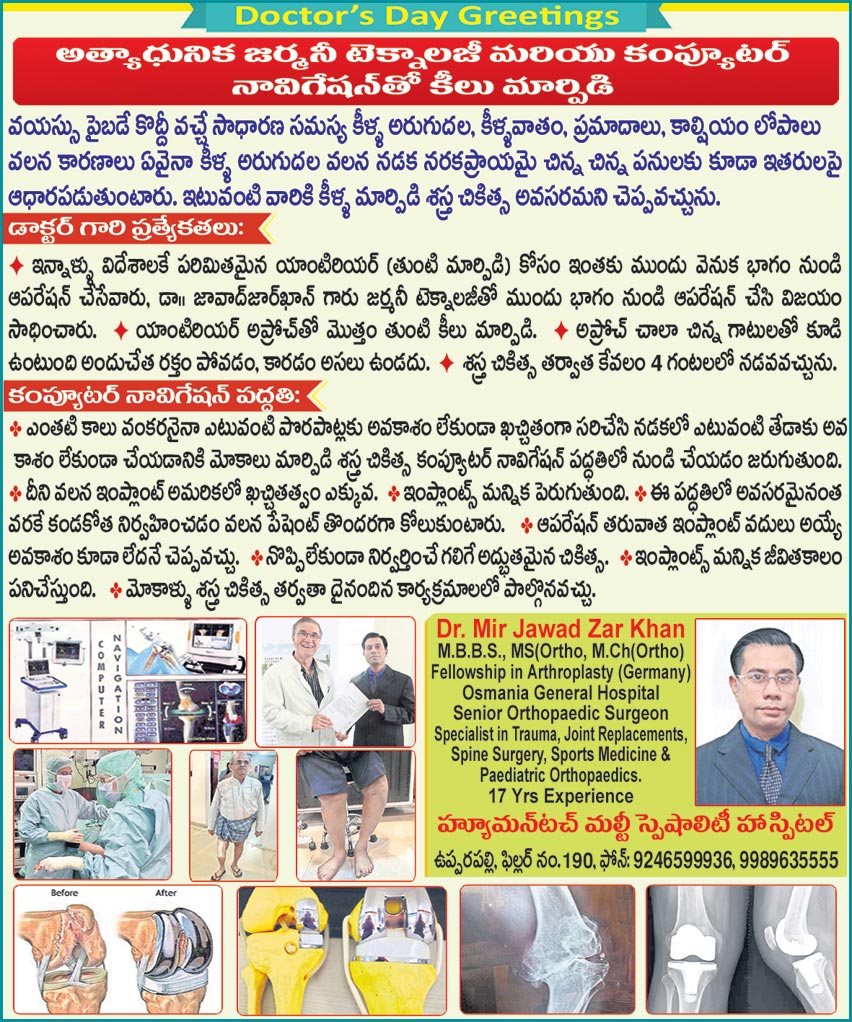 Doctor's Day Greetings
అత్యాధునిక జర్మనీ టెక్నాలజీ మరియు కంప్యూటర్
నావిగేషన్‌తో కీలు మార్పిడి
వయస్సు పైబడే కొద్దీ వచ్చే సాధారణ సమస్య కీళ్ళ అరుగుదల, కీళ్ళవాతం, ప్రమాదాలు, కాల్షియం లోపాలు
వలన కారణాలు ఏవైనా కీళ్ళ అరుగుదల వలన నడక నరకప్రాయమై చిన్న చిన్న పనులకు కూడా ఇతరులపై
ఆధారపడుతుంటారు. ఇటువంటి వారికి కీళ్ళ మార్పిడి శస్త్ర చికిత్స అవసరమని చెప్పవచ్చును.
డాక్టర్ గారి ప్రత్యేకతలు:
✦ ఇన్నాళ్ళు విదేశాలకే పరిమితమైన యాంటిరియర్ (తుంటి మార్పిడి) కోసం ఇంతకు ముందు వెనుక భాగం నుండి
ఆపరేషన్ చేసేవారు, డా॥ జావాద్‌జార్‌ఖాన్ గారు జర్మనీ టెక్నాలజీతో ముందు భాగం నుండి ఆపరేషన్ చేసి విజయం
సాధించారు. ✦ యాంటిరియర్ అప్రోచ్‌తో మొత్తం తుంటి కీలు మార్పిడి. ✦ అప్రోచ్ చాలా చిన్న గాటులతో కూడి
ఉంటుంది అందుచేత రక్తం పోవడం, కారడం అసలు ఉండదు. ✦ శస్త్ర చికిత్స తర్వాత కేవలం 4 గంటలలో నడవవచ్చును.
కంప్యూటర్ నావిగేషన్ పద్దతి:
✤ ఎంతటి కాలు వంకరనైనా ఎటువంటి పొరపాట్లకు అవకాశం లేకుండా ఖచ్చితంగా సరిచేసి నడకలో ఎటువంటి తేడాకు అవ
కాశం లేకుండా చేయడానికి మోకాలు మార్పిడి శస్త్ర చికిత్స కంప్యూటర్ నావిగేషన్ పద్ధతిలో నుండి చేయడం జరుగుతుంది.
✤ దీని వలన ఇంప్లాంట్ అమరికలో ఖచ్చితత్వం ఎక్కువ. ✤ ఇంప్లాంట్స్ మన్నిక పెరుగుతుంది. ✤ ఈ పద్ధతిలో అవసరమైనంత
వరకే కండకోత నిర్వహించడం వలన పేషెంట్ తొందరగా కోలుకుంటారు. ✤ ఆపరేషన్ తరువాత ఇంప్లాంట్ వదులు అయ్యే
అవకాశం కూడా లేదనే చెప్పవచ్చు. ✤ నొప్పిలేకుండా నిర్వర్తించే గలిగే అద్భుతమైన చికిత్స. ✤ ఇంప్లాంట్స్ మన్నిక జీవితకాలం
పనిచేస్తుంది. ✤ మోకాళ్ళు శస్త్ర చికిత్స తర్వతా దైనందిన కార్యక్రమాలలో పాల్గొనవచ్చు.
COMPUTER
NAVIGATION
Dr. Mir Jawad Zar Khan
M.B.B.S., MS(Ortho, M.Ch(Ortho)
Fellowship in Arthroplasty (Germany)
Osmania General Hospital
Senior Orthopaedic Surgeon
Specialist in Trauma, Joint Replacements,
Spine Surgery, Sports Medicine &
Paediatric Orthopaedics.
17 Yrs Experience
హ్యూమన్‌టచ్ మల్టీ స్పెషాలిటీ హాస్పిటల్
ఉప్పరపల్లి, ఫిల్లర్ నం.190, ఫోన్: 9246599936, 9989635555
Before
After